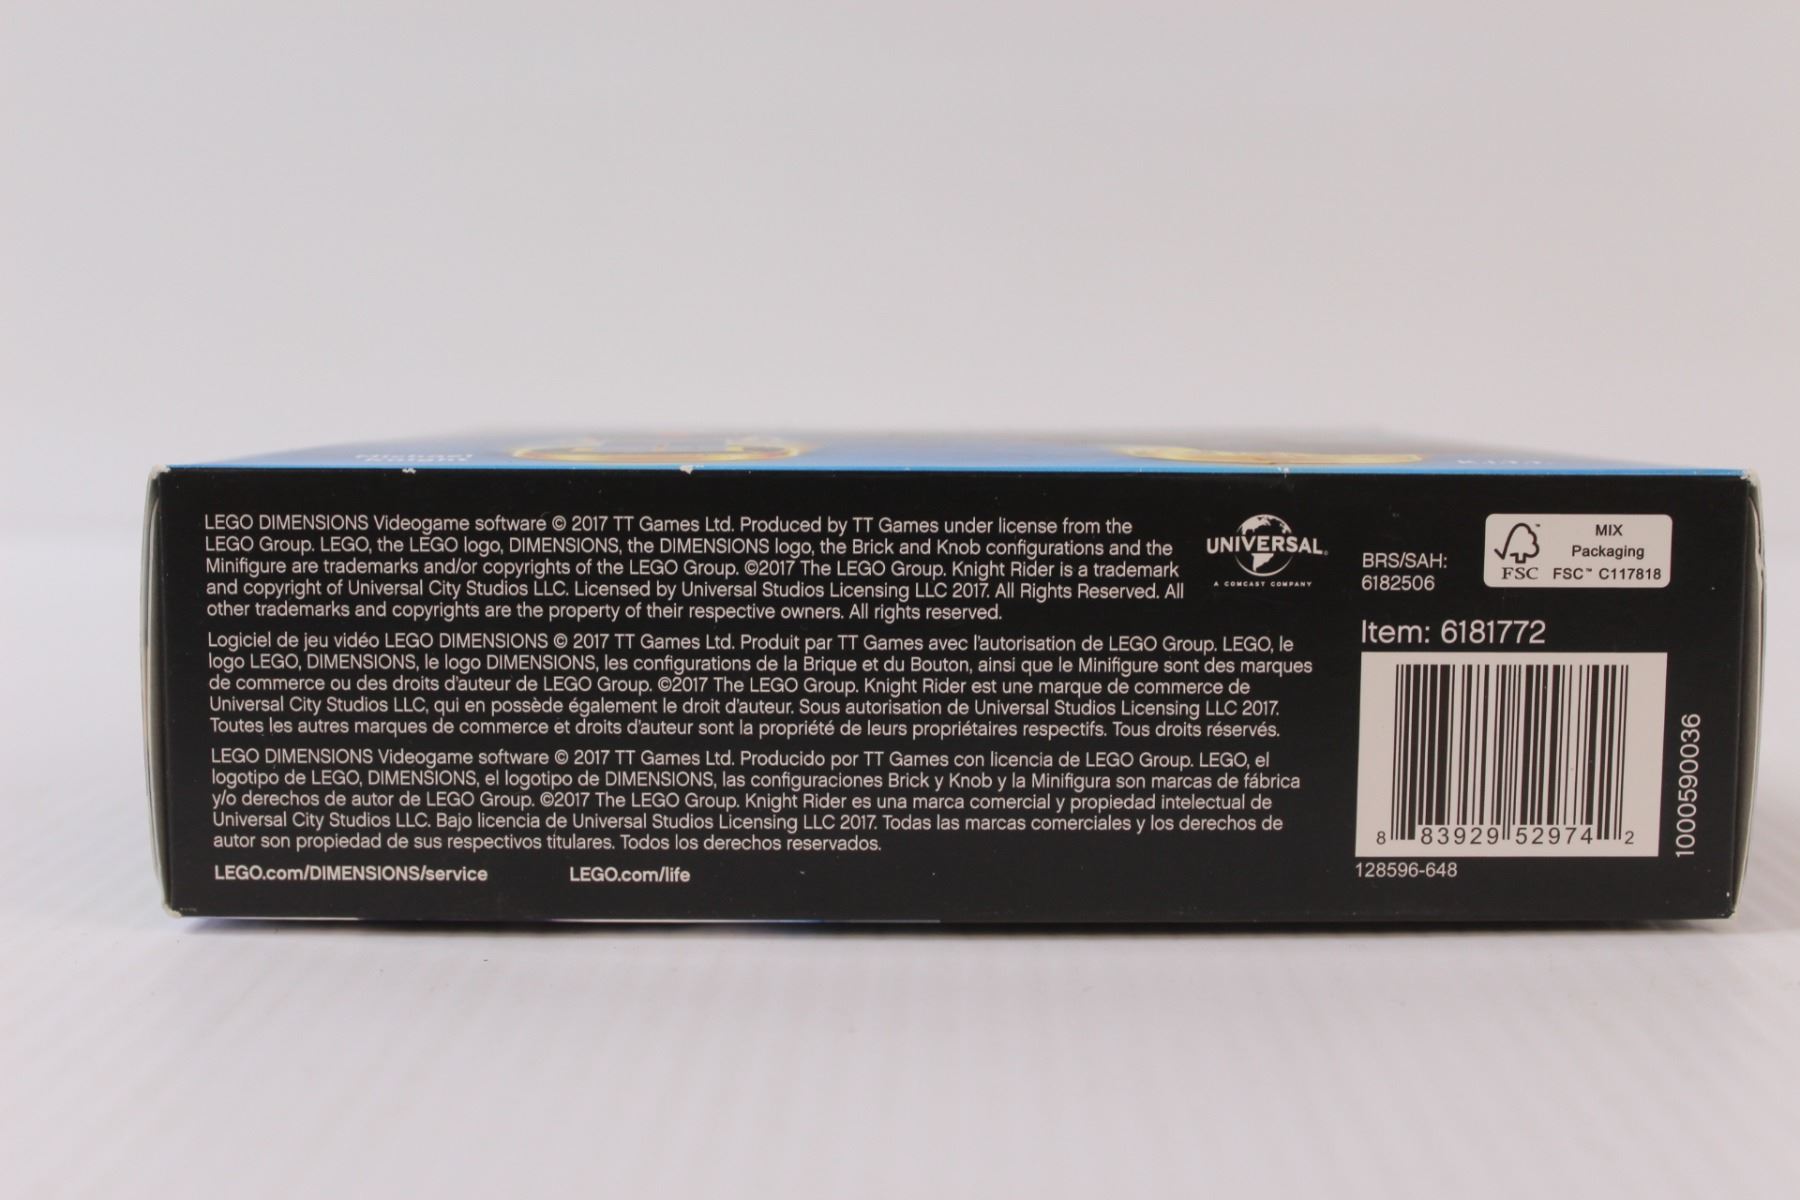 LEGO DIMENSIONS Videogame software © 2017 TT Games Ltd. Produced by TT Games under license from the
LEGO Group. LEGO, the LEGO logo, DIMENSIONS, the DIMENSIONS logo, the Brick and Knob configurations and the
Minifigure are trademarks and/or copyrights of the LEGO Group. ©2017 The LEGO Group. Knight Rider is a trademark
and copyright of Universal City Studios LLC. Licensed by Universal Studios Licensing LLC 2017. All Rights Reserved. All
other trademarks and copyrights are the property of their respective owners. All rights reserved.
Logiciel de jeu vidéo LEGO DIMENSIONS © 2017 TT Games Ltd. Produit par TT Games avec l'autorisation de LEGO Group. LEGO, le
logo LEGO, DIMENSIONS, le logo DIMENSIONS, les configurations de la Brique et du Bouton, ainsi que le Minifigure sont des marques
de commerce ou des droits d'auteur de LEGO Group. ©2017 The LEGO Group. Knight Rider est une marque de commerce de
Universal City Studios LLC, qui en possède également le droit d'auteur. Sous autorisation de Universal Studios Licensing LLC 2017.
Toutes les autres marques de commerce et droits d'auteur sont la propriété de leurs propriétaires respectifs. Tous droits réservés.
LEGO DIMENSIONS Videogame software © 2017 TT Games Ltd. Producido por TT Games con licencia de LEGO Group. LEGO, el
logotipo de LEGO, DIMENSIONS, el logotipo de DIMENSIONS, las configuraciones Brick y Knob y la Minifigura son marcas de fábrica
y/o derechos de autor de LEGO Group. ©2017 The LEGO Group. Knight Rider es una marca comercial y propiedad intelectual de
Universal City Studios LLC. Bajo licencia de Universal Studios Licensing LLC 2017. Todas las marcas comerciales y los derechos de
autor son propiedad de sus respectivos titulares. Todos los derechos reservados.
LEGO.com/DIMENSIONS/service LEGO.com/life
UNIVERSAL
A COMCAST COMPANY
BRS/SAH:
6182506
FSC™
MIX
Packaging
FSC™ C117818
Item: 6181772
8 83929 52974 2
128596-648
1000590036